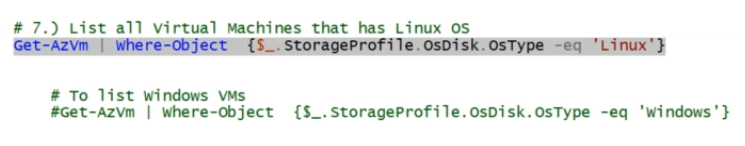 # 7.) List all Virtual Machines that has Linux OS
Get-AzVm | Where-Object  {$_.StorageProfile.OsDisk.OsType -eq 'Linux'}
# To list Windows VMs
#Get-AzVm | Where-Object  {$_.StorageProfile.OsDisk.OsType -eq 'Windows'}